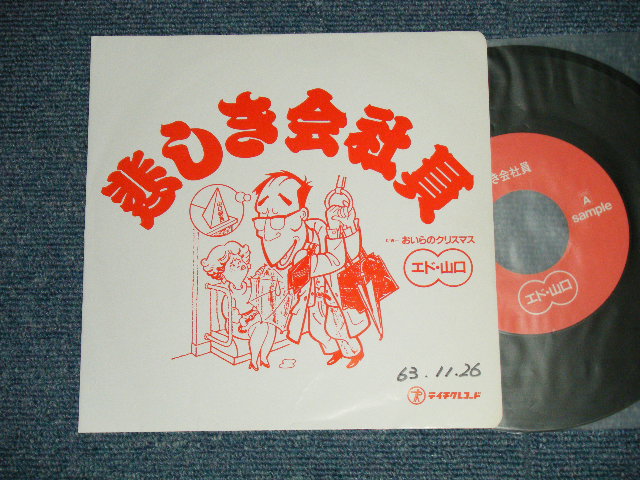 悲しき会社員
おいらのクリスマス
エド・山口
63.11.26
テイチクレコード
き会社員
A
sample
エド・山口